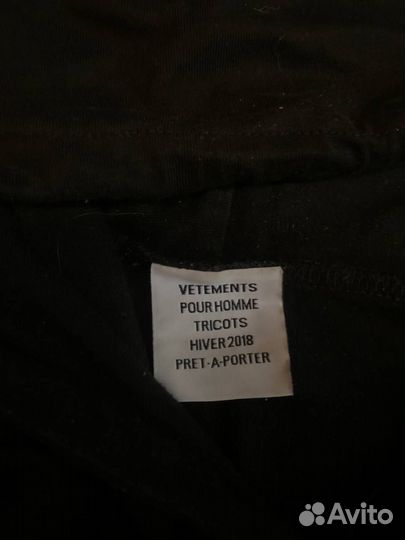 VETEMENTS
POUR HOMME
TRICOTS
HIVER 2018
PRET-A-PORTER
Avito